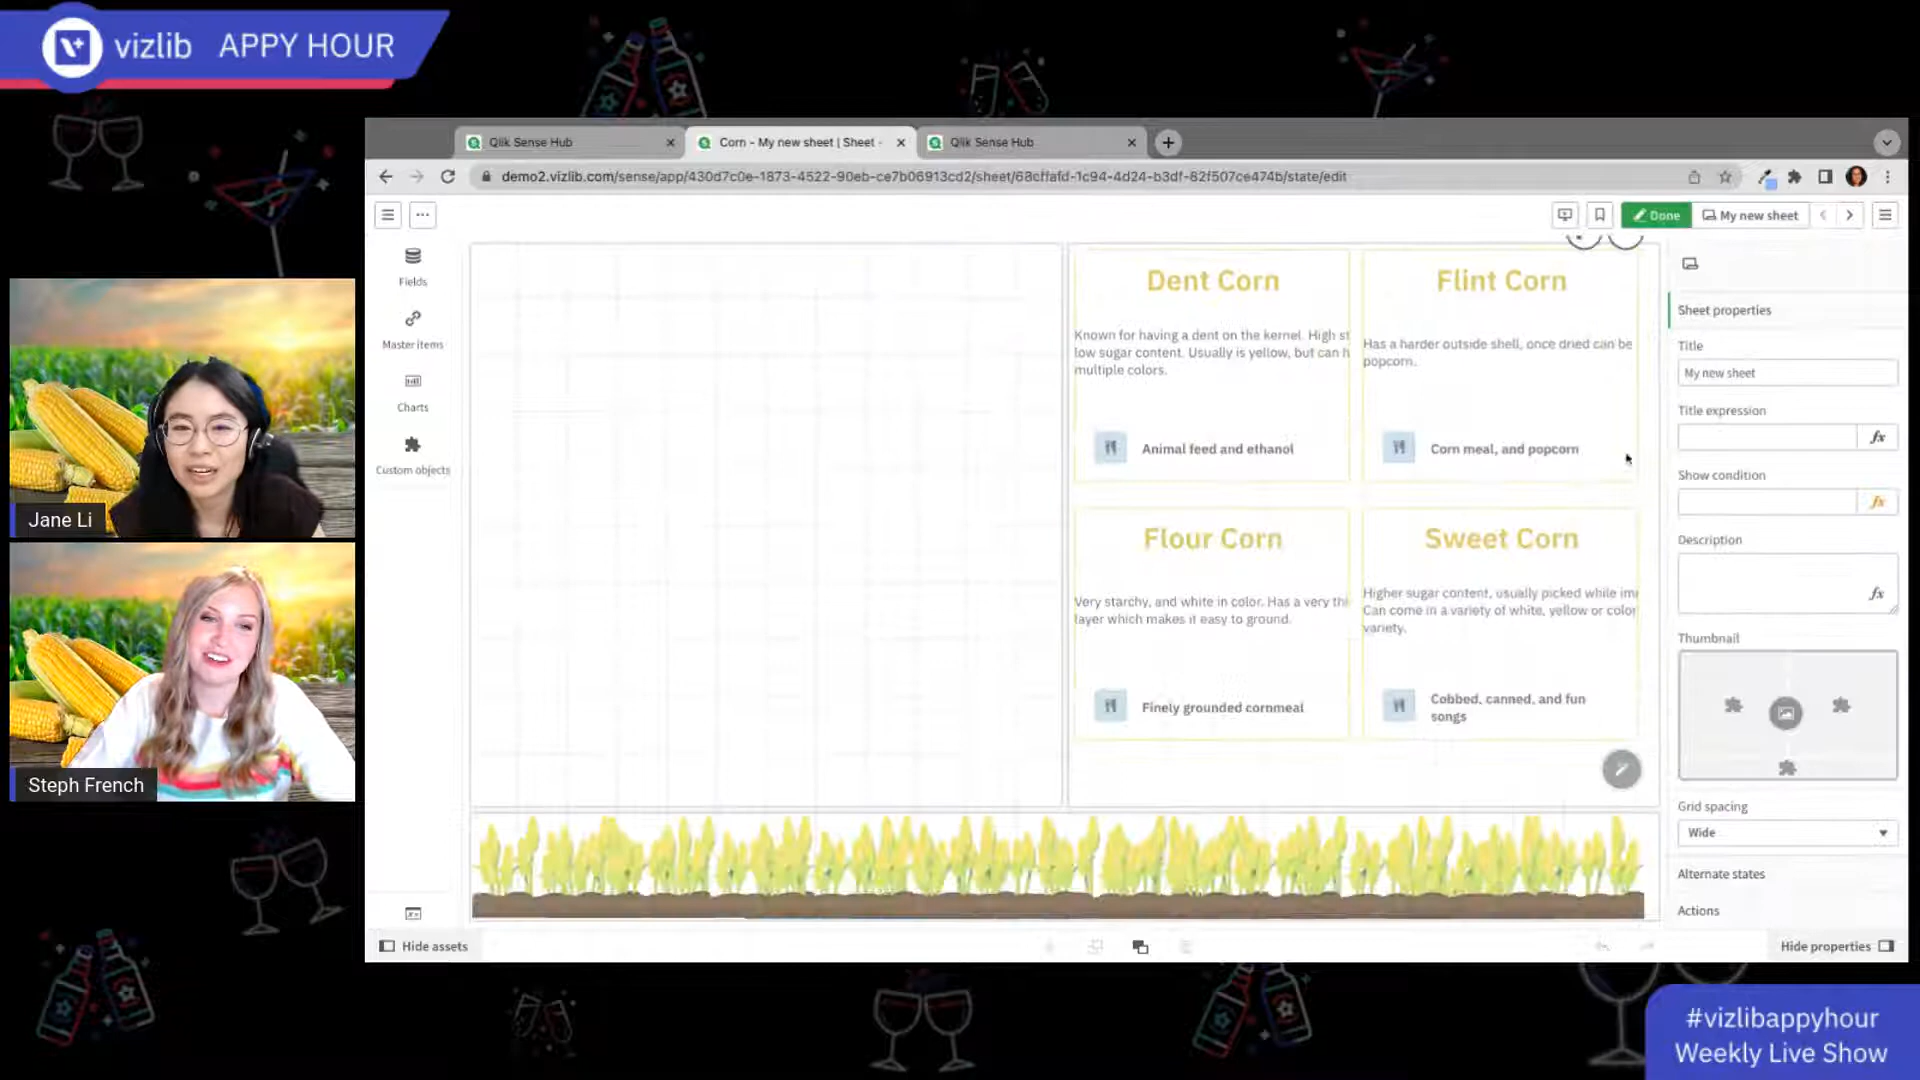 vizlib APPY HOUR
Qlik Sense Hub
Corn - My new sheet | Sheet -
Qlik Sense Hub
demo2.vizlib.com/sense/app/430d7c0e-1873-4522-90eb-ce7b06913cd2/sheet/68cffafd-1c94-4d24-b3df-82f507ce474b/state/edit
Done
My new sheet
Fields
Master items
Charts
Custom objects
Dent Corn
Known for having a dent on the kernel. High st
low sugar content. Usually is yellow, but can h
multiple colors.
Animal feed and ethanol
Flint Corn
Has a harder outside shell, once dried can be
popcorn.
Corn meal, and popcorn
Flour Corn
Very starchy, and white in color. Has a very thi
layer which makes it easy to ground.
Finely grounded cornmeal
Sweet Corn
Higher sugar content, usually picked while im
Can come in a variety of white, yellow or color
variety.
Cobbed, canned, and fun
songs
Sheet properties
Title
My new sheet
Title expression
fx
Show condition
fx
Description
fx
Thumbnail
Grid spacing
Wide
Alternate states
Actions
Hide assets
Hide properties
Jane Li
Steph French
#vizlibappyhour
Weekly Live Show